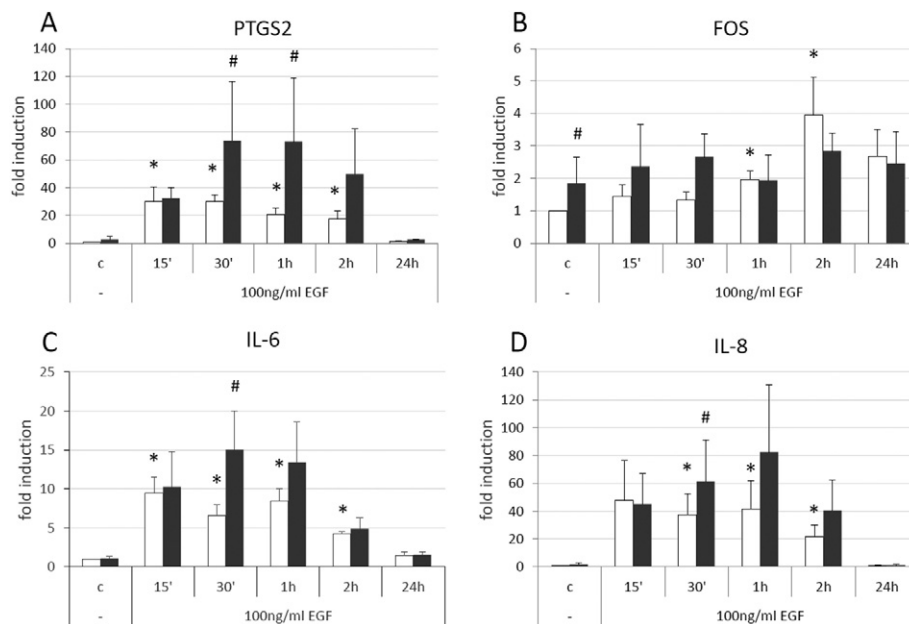 A
PTGS2
fold induction
140
120
100
80
60
40
20
0
#
#
*
*
*
*
c
15'
30'
1h
2h
24h
-
100ng/ml EGF
B
FOS
fold induction
6
5
4
3
2
1
0
#
*
*
c
15'
30'
1h
2h
24h
-
100ng/ml EGF
C
IL-6
fold induction
25
20
15
10
5
0
*
*
#
*
*
c
15'
30'
1h
2h
24h
-
100ng/ml EGF
D
IL-8
fold induction
140
120
100
80
60
40
20
0
*
#
*
*
c
15'
30'
1h
2h
24h
-
100ng/ml EGF